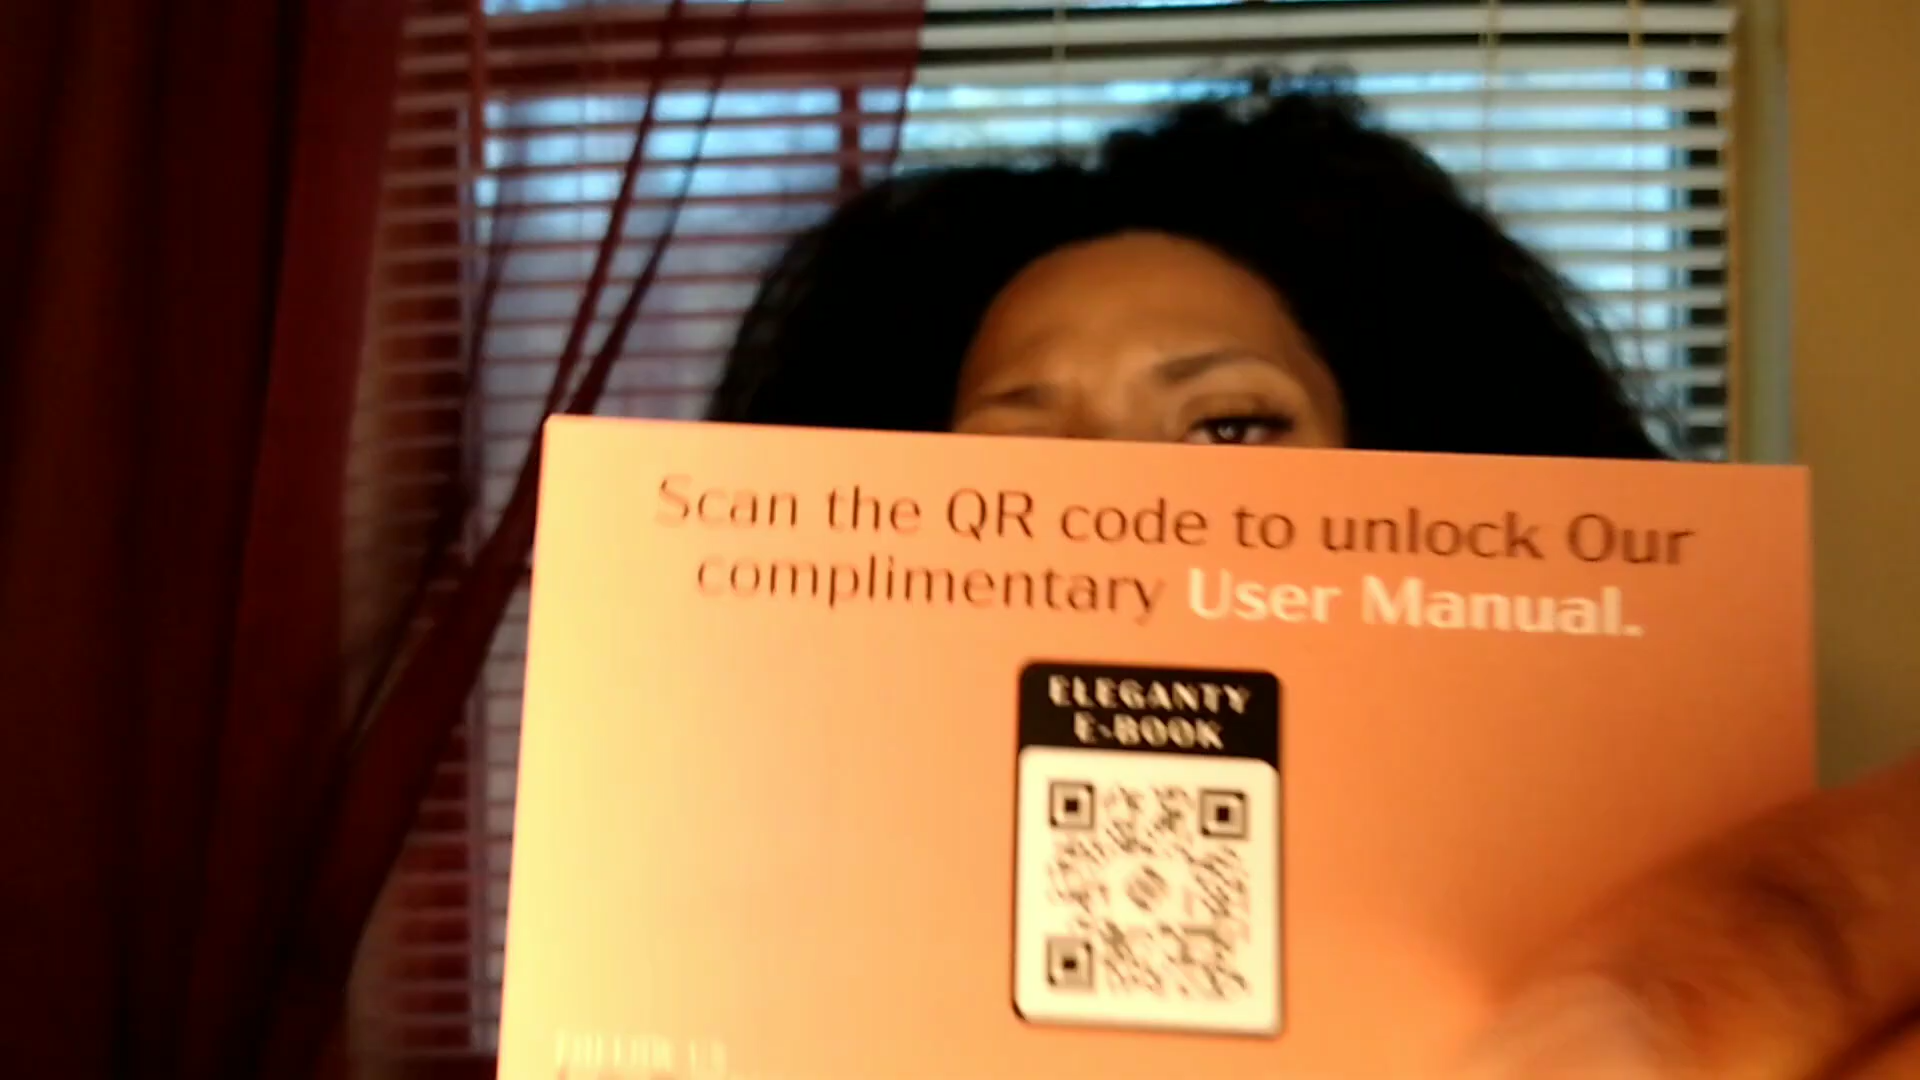 Scan the QR code to unlock Our
complimentary User Manual.
ELEGANTY
E-BOOK